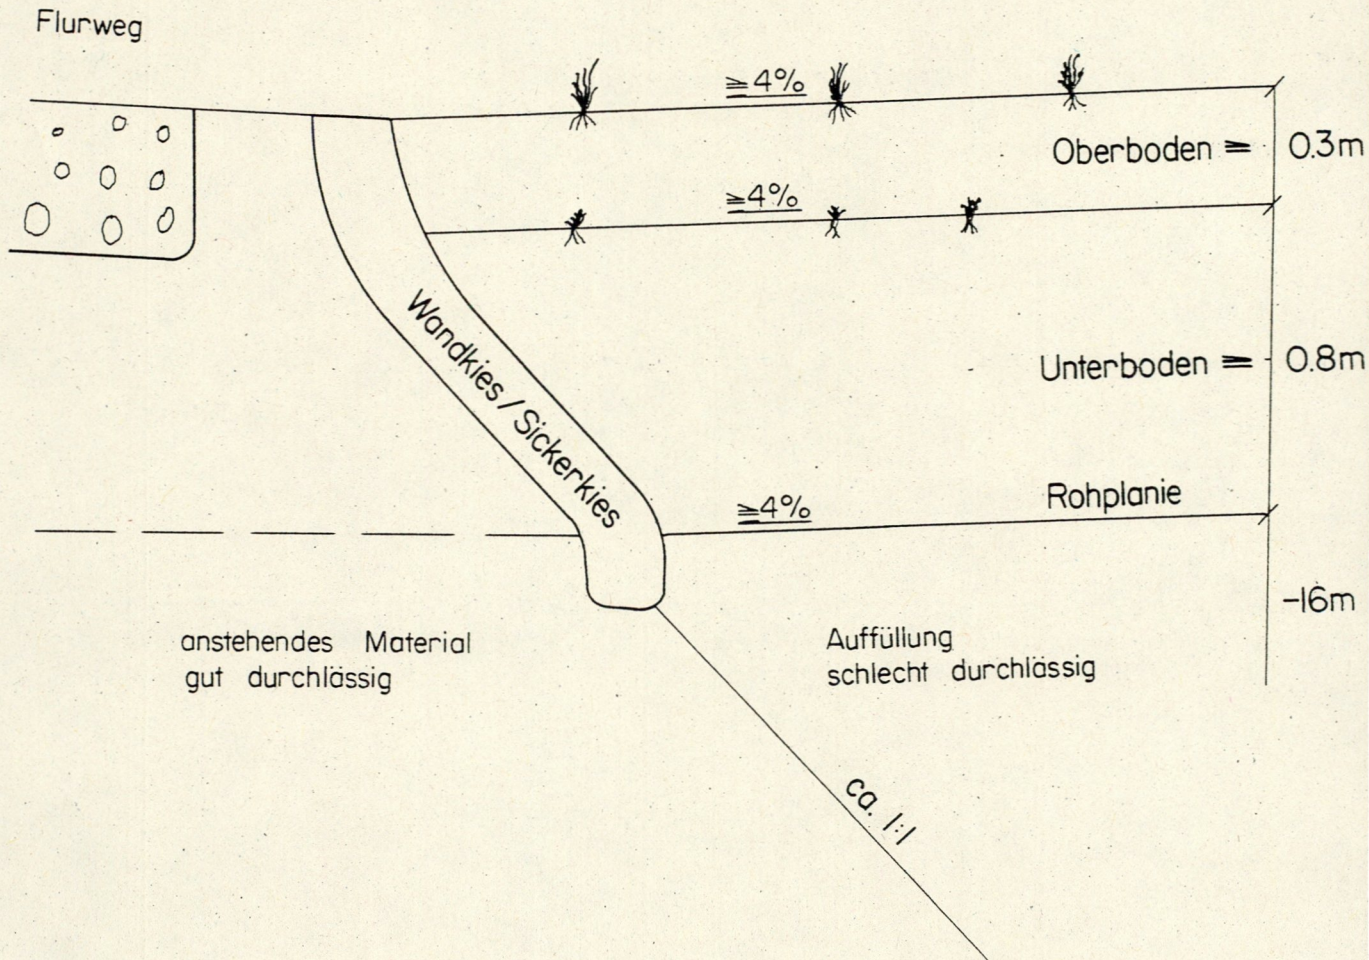 Flurweg
≧4%
Oberboden ≧ 0.3m
≧4%
Wandkies/Sickerkies
Unterboden ≧ 0.8m
≧4%
Rohplanie
-16m
anstehendes Material
gut durchlässig
Auffüllung
schlecht durchlässig
ca. 1:1